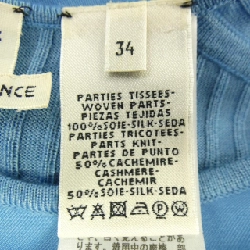 34
NCE
PARTIES TISSEES-
WOVEN PARTS-
PIEZAS TEJIDAS
100%SOIE-SILK-SEDA
PARTIES TRICOTEES-
PARTS KNIT-
PARTES DE PUNTO
50%CACHEMIRE-
CASHMERE-
CACHEMIR
50%SOIE-SILK-SEDA